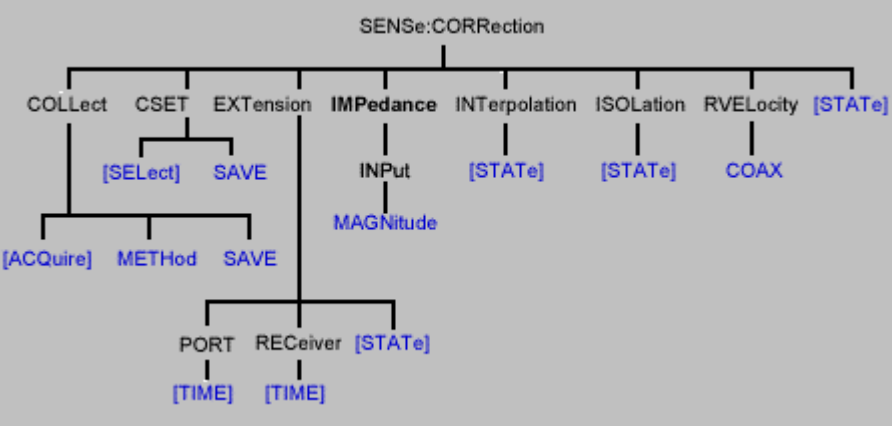 SENSe:CORRection
COLLect CSET EXTension IMPedance INTerpolation ISOLation RVELocity [STATe]
[SELect] SAVE INPut [STATe] [STATe] COAX
MAGNitude
[ACQuire] METHod SAVE
PORT RECeiver [STATe]
[TIME] [TIME]